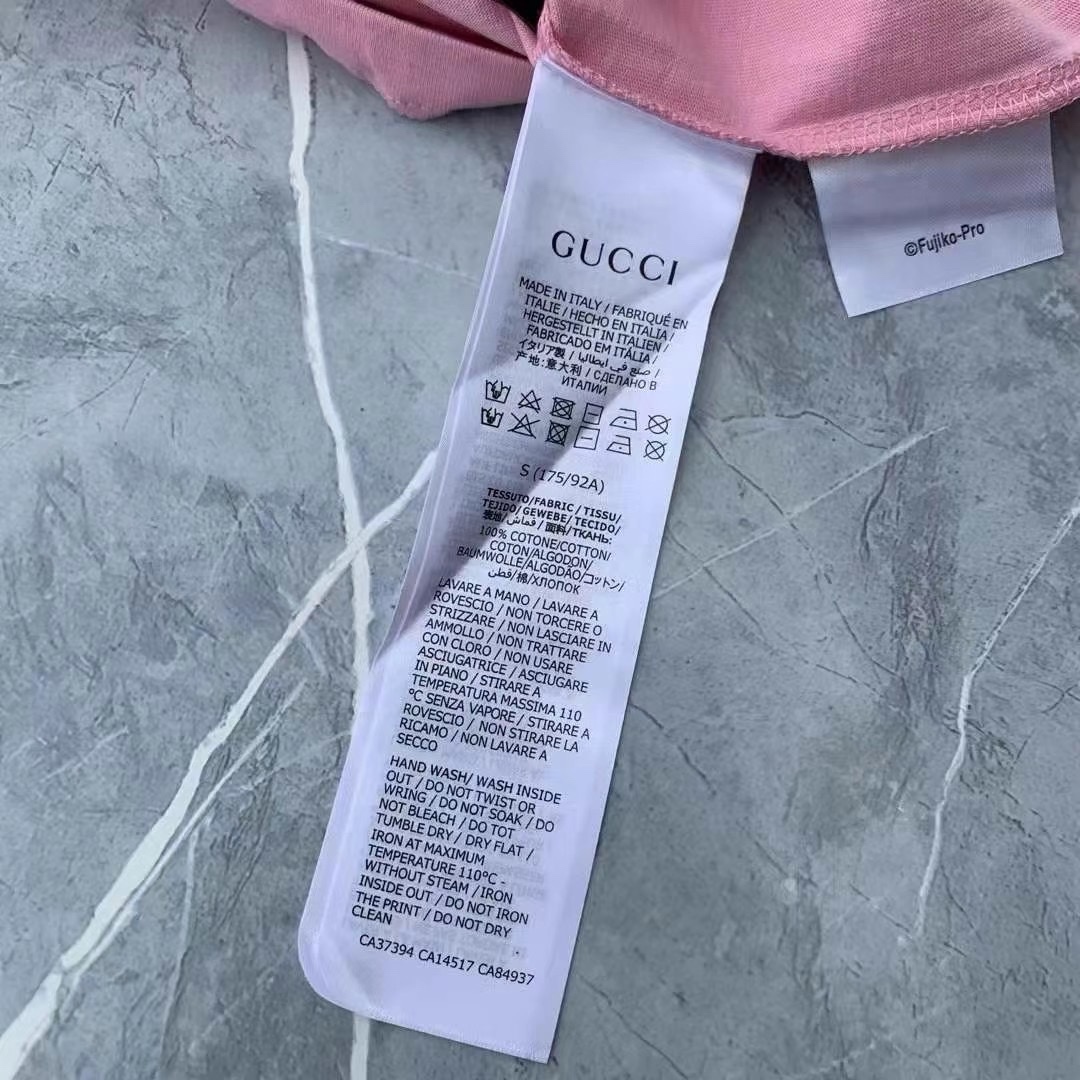 GUCCI
MADE IN ITALY / FABRIQUÉ EN
ITALIE / HECHO EN ITALIA /
HERGESTELLT IN ITALIEN /
FABRICADO EM ITÁLIA /
イタリア製 / صنع في ايطاليا /
产地:意大利 / СДЕЛАНО В
ИТАЛИИ
S (175/92A)
TESSUTO/FABRIC / TISSU/
TEJIDO/ GEWEBE/ TECIDO/
表地/ قماش / 面料/ТКАНЬ:
100% COTONE/COTTON/
COTON/ALGODON/
BAUMWOLLE/ALGODÃO/コットン/
قطن/棉/ХЛОПОК
LAVARE A MANO / LAVARE A
ROVESCIO / NON TORCERE O
STRIZZARE / NON LASCIARE IN
AMMOLLO / NON TRATTARE
CON CLORO / NON USARE
ASCIUGATRICE / ASCIUGARE
IN PIANO / STIRARE A
TEMPERATURA MASSIMA 110
°C SENZA VAPORE / STIRARE A
ROVESCIO / NON STIRARE LA
RICAMO / NON LAVARE A
SECCO
HAND WASH/ WASH INSIDE
OUT / DO NOT TWIST OR
WRING / DO NOT SOAK / DO
NOT BLEACH / DO TOT
TUMBLE DRY / DRY FLAT /
IRON AT MAXIMUM
TEMPERATURE 110°C -
WITHOUT STEAM / IRON
INSIDE OUT / DO NOT IRON
THE PRINT / DO NOT DRY
CLEAN
CA37394 CA14517 CA84937
©Fujiko-Pro